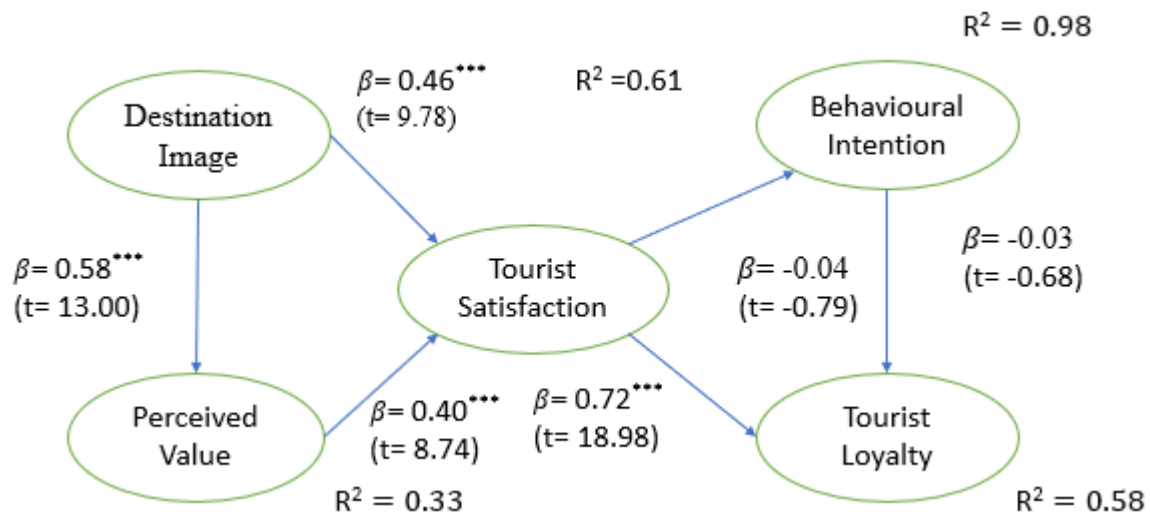 R² = 0.98
β= 0.46***
(t= 9.78)
R² =0.61
Destination
Image
Behavioural
Intention
β= 0.58***
(t= 13.00)
Tourist
Satisfaction
β= -0.04
(t= -0.79)
β= -0.03
(t= -0.68)
Perceived
Value
β= 0.40***
(t= 8.74)
β= 0.72***
(t= 18.98)
Tourist
Loyalty
R² = 0.33
R² = 0.58